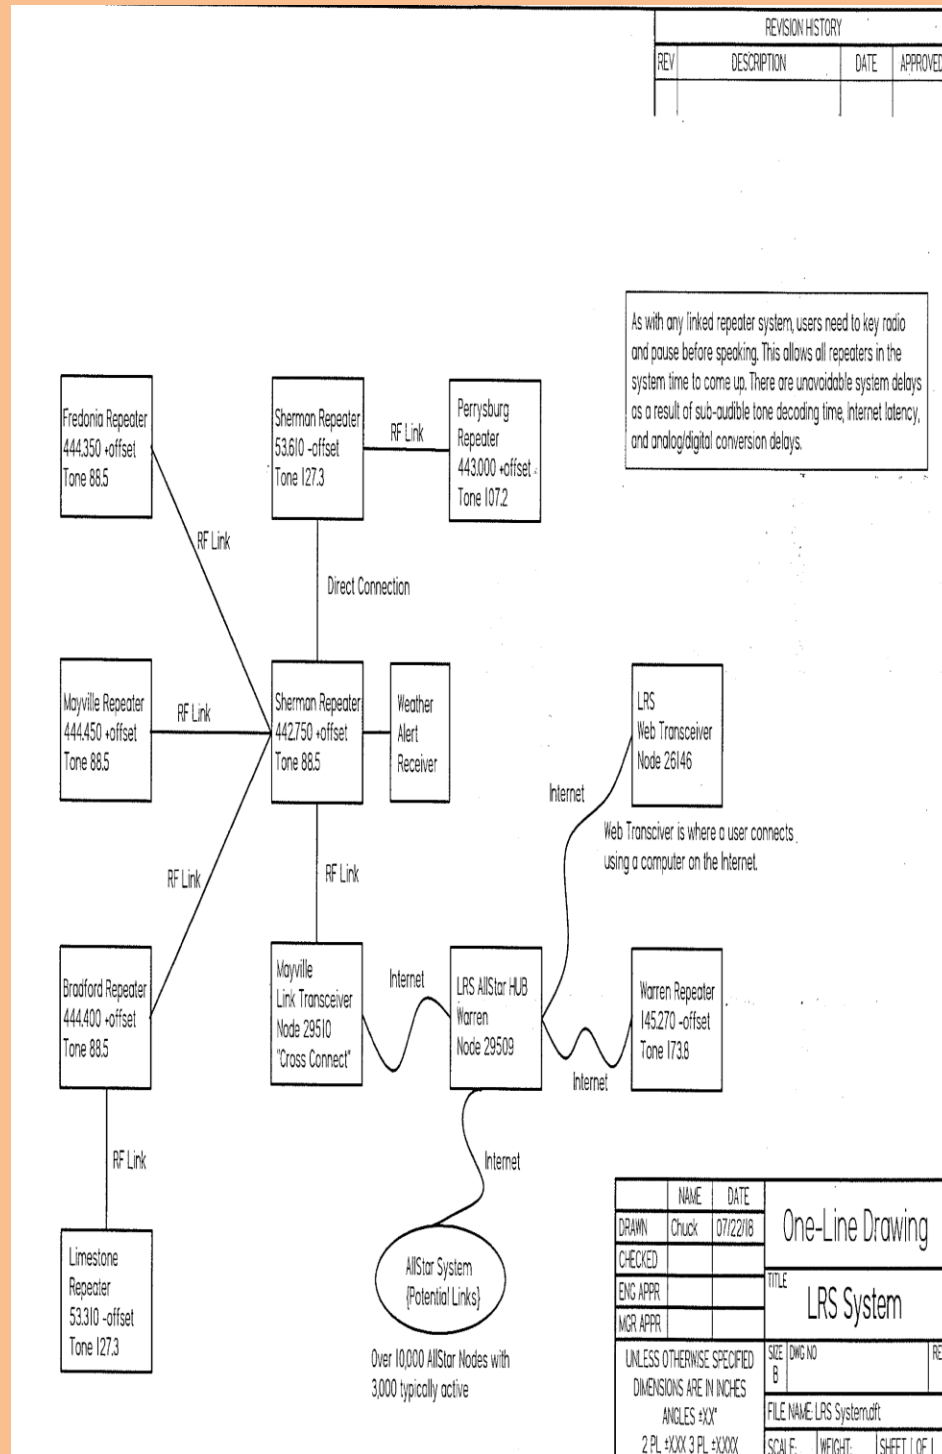 REVISION HISTORY
REV DESCRIPTION DATE APPROVED
As with any linked repeater system, users need to key radio
and pause before speaking. This allows all repeaters in the
system time to come up. There are unavoidable system delays
as a result of sub-audible tone decoding time, Internet latency,
and analog/digital conversion delays.
Fredonia Repeater
444.350 +offset
Tone 88.5
Sherman Repeater
53.610 -offset
Tone 127.3
RF Link
Perrysburg
Repeater
443.000 +offset
Tone 107.2
RF Link
Direct Connection
Mayville Repeater
444.450 +offset
Tone 88.5
RF Link
Sherman Repeater
442.750 +offset
Tone 88.5
Weather
Alert
Receiver
LRS
Web Transceiver
Node 26146
Internet
Web Transciver is where a user connects
using a computer on the Internet.
RF Link
RF Link
Bradford Repeater
444.400 +offset
Tone 88.5
Mayville
Link Transceiver
Node 29510
"Cross Connect"
Internet
LRS AllStar HUB
Warren
Node 29509
Warren Repeater
145.270 -offset
Tone 173.8
Internet
RF Link
Internet
Limestone
Repeater
53.310 -offset
Tone 127.3
AllStar System
{Potential Links}
Over 10,000 AllStar Nodes with
3,000 typically active
NAME DATE
DRAWN Chuck 07/22/18
CHECKED
ENG APPR
MGR APPR
One-Line Drawing
TITLE
LRS System
UNLESS OTHERWISE SPECIFIED
DIMENSIONS ARE IN INCHES
ANGLES ±XX°
2 PL ±XXX 3 PL ±XXXX
SIZE DWG NO RE
B
FILE NAME: LRS System.dft
SCALE: WEIGHT: SHEET 1 OF 1